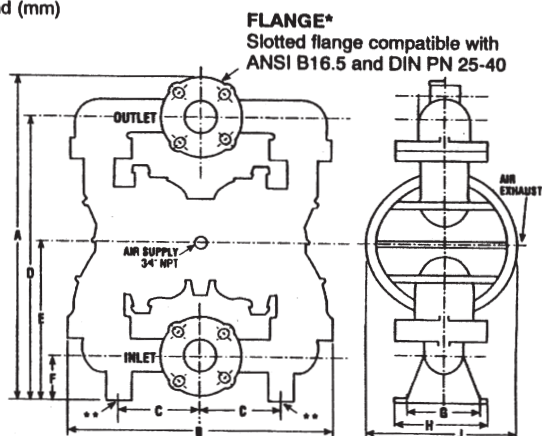 d (mm)
FLANGE*
Slotted flange compatible with
ANSI B16.5 and DIN PN 25-40
OUTLET
AIR
EXHAUST
A
D
AIR SUPPLY
3/4" NPT
E
INLET
F
**
C
C
**
G
H
B